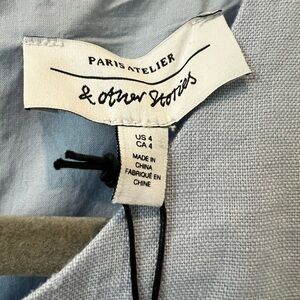 PARIS ATELIER
& other Stories
US 4
CA 4
MADE IN
CHINA
FABRIQUÉ EN
CHINE